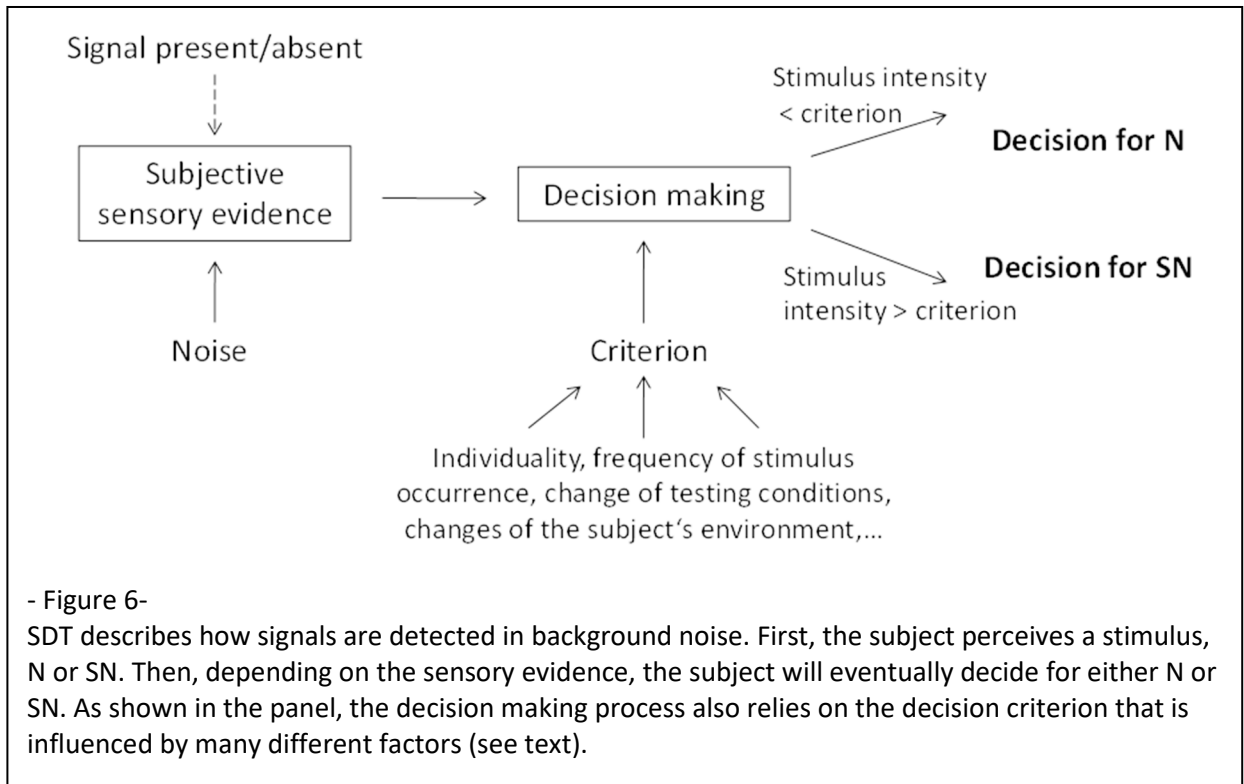 Signal present/absent
Subjective
sensory evidence
Noise
Decision making
Stimulus intensity
< criterion
Decision for N
Stimulus
intensity > criterion
Decision for SN
Criterion
Individuality, frequency of stimulus
occurrence, change of testing conditions,
changes of the subject‘s environment,...
- Figure 6-
SDT describes how signals are detected in background noise. First, the subject perceives a stimulus,
N or SN. Then, depending on the sensory evidence, the subject will eventually decide for either N or
SN. As shown in the panel, the decision making process also relies on the decision criterion that is
influenced by many different factors (see text).